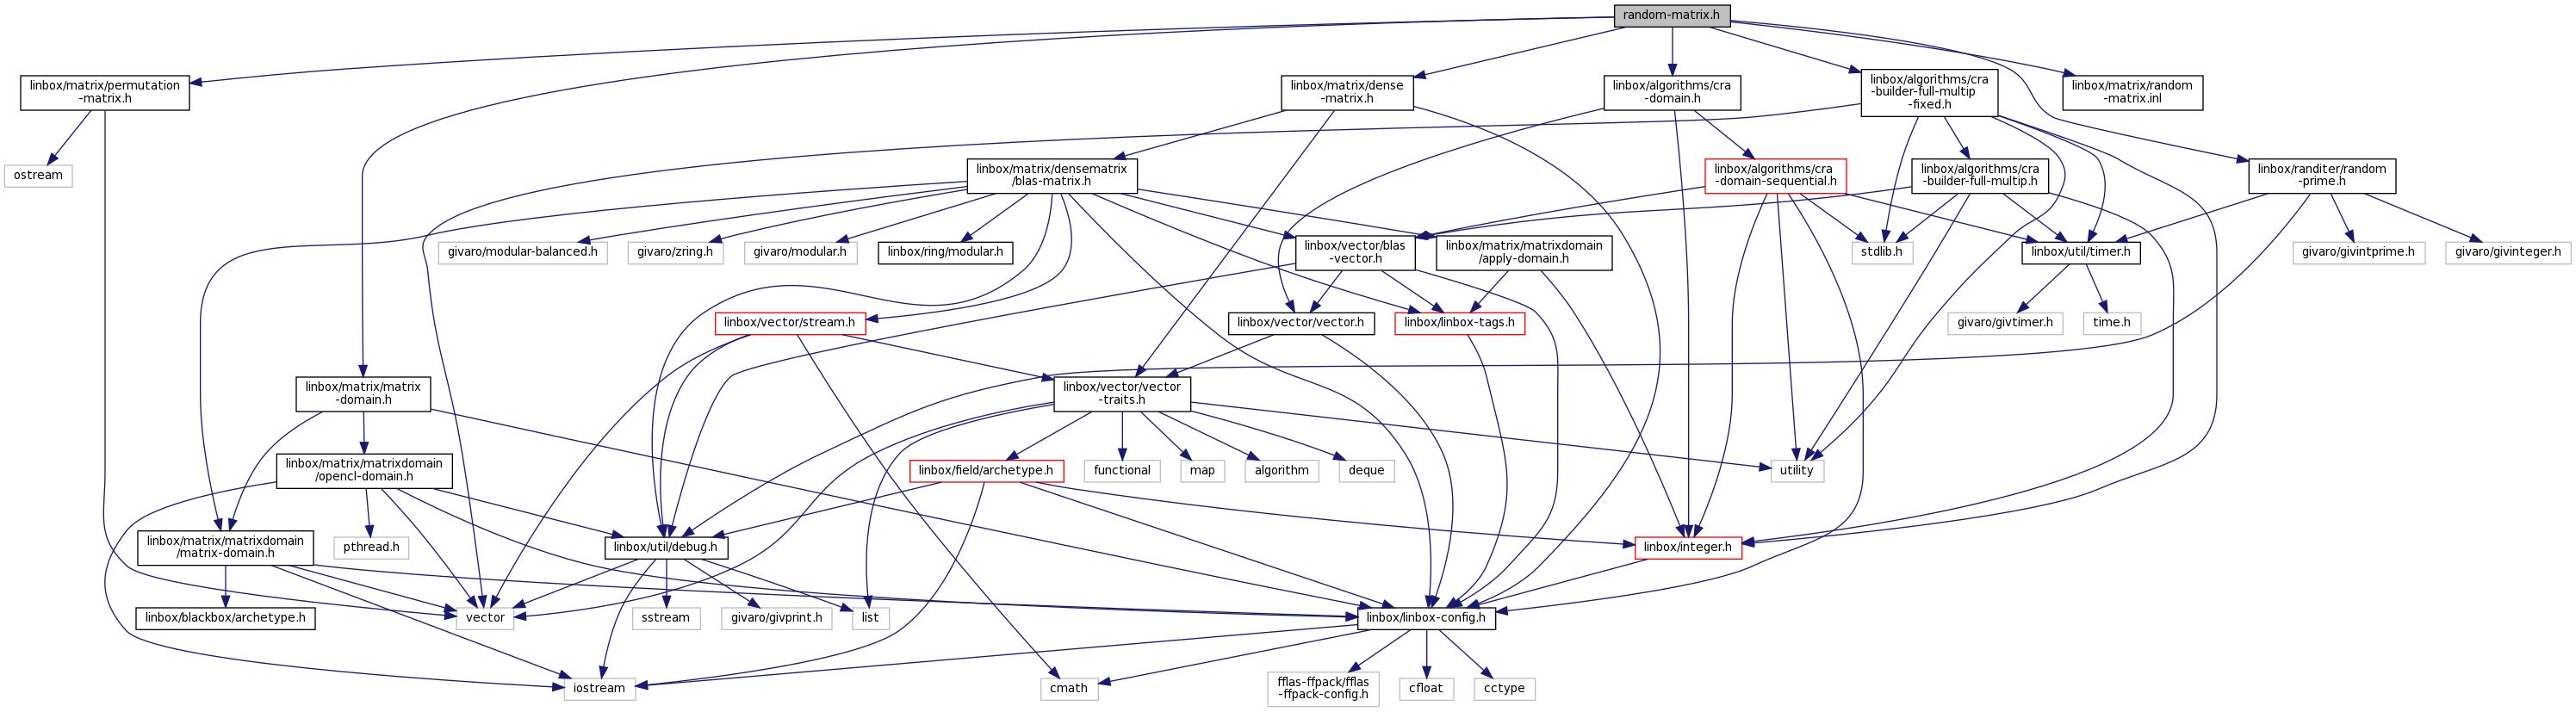 random-matrix.h
linbox/matrix/permutation
-matrix.h
linbox/matrix/dense
-matrix.h
linbox/algorithms/cra
-domain.h
linbox/algorithms/cra
-builder-full-multip
-fixed.h
linbox/matrix/random
-matrix.inl
ostream
linbox/matrix/densematrix
/blas-matrix.h
linbox/algorithms/cra
-domain-sequential.h
linbox/algorithms/cra
-builder-full-multip.h
linbox/randiter/random
-prime.h
givaro/modular-balanced.h
givaro/zring.h
givaro/modular.h
linbox/ring/modular.h
linbox/vector/blas
-vector.h
linbox/matrix/matrixdomain
/apply-domain.h
stdlib.h
linbox/util/timer.h
givaro/givintprime.h
givaro/givinteger.h
linbox/vector/stream.h
linbox/vector/vector.h
linbox/linbox-tags.h
givaro/givtimer.h
time.h
linbox/matrix/matrix
-domain.h
linbox/vector/vector
-traits.h
linbox/matrix/matrixdomain
/opencl-domain.h
linbox/field/archetype.h
functional
map
algorithm
deque
utility
linbox/matrix/matrixdomain
/matrix-domain.h
pthread.h
linbox/util/debug.h
linbox/integer.h
linbox/blackbox/archetype.h
vector
sstream
givaro/givprint.h
list
linbox/linbox-config.h
iostream
cmath
fflas-ffpack/fflas
-ffpack-config.h
cfloat
cctype